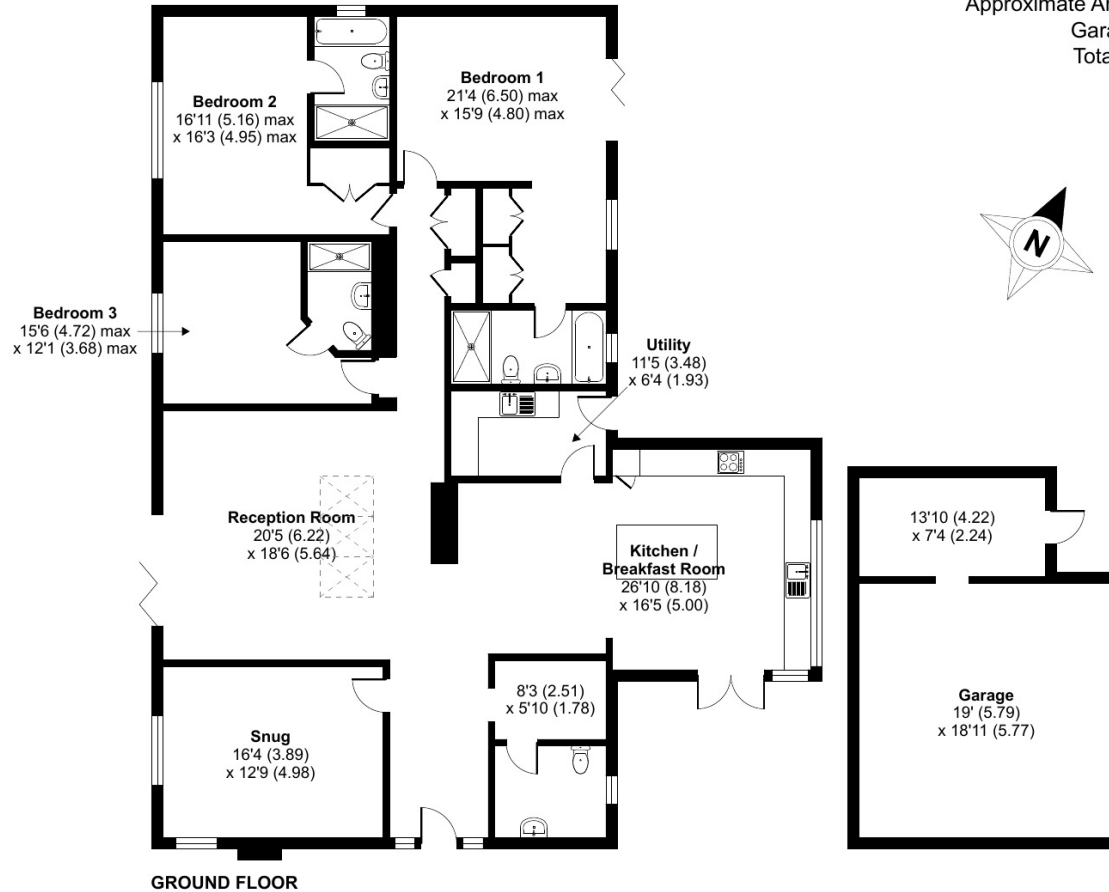 Approximate Ar
Gara
Tota
Bedroom 1
21'4 (6.50) max
x 15'9 (4.80) max
Bedroom 2
16'11 (5.16) max
x 16'3 (4.95) max
N
Bedroom 3
15'6 (4.72) max
x 12'1 (3.68) max
Utility
11'5 (3.48)
x 6'4 (1.93)
Reception Room
20'5 (6.22)
x 18'6 (5.64)
Kitchen /
Breakfast Room
26'10 (8.18)
x 16'5 (5.00)
13'10 (4.22)
x 7'4 (2.24)
8'3 (2.51)
x 5'10 (1.78)
Garage
19' (5.79)
x 18'11 (5.77)
Snug
16'4 (3.89)
x 12'9 (4.98)
GROUND FLOOR